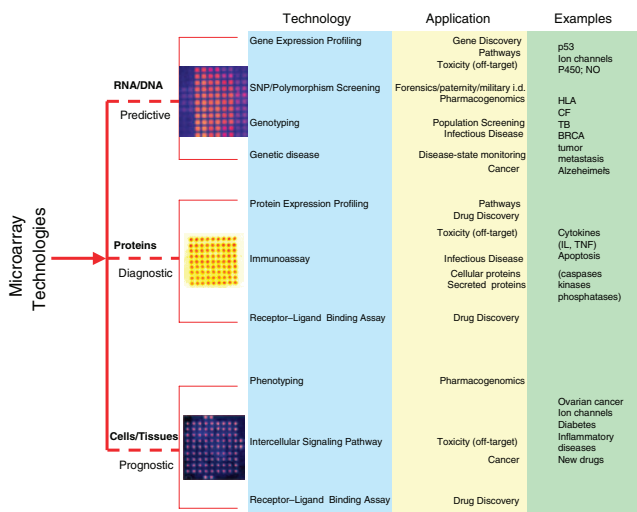 Technology
Application
Examples
Microarray
Technologies
RNA/DNA
Predictive
Gene Expression Profiling
SNP/Polymorphism Screening
Genotyping
Genetic disease
Gene Discovery
Pathways
Toxicity (off-target)
Forensics/paternity/military i.d.
Pharmacogenomics
Population Screening
Infectious Disease
Disease-state monitoring
Cancer
p53
Ion channels
P450; NO
HLA
CF
TB
BRCA
tumor
metastasis
Alzeheimeŕs
Proteins
Diagnostic
Protein Expression Profiling
Immunoassay
Receptor–Ligand Binding Assay
Pathways
Drug Discovery
Toxicity (off-target)
Infectious Disease
Cellular proteins
Secreted proteins
Drug Discovery
Cytokines
(IL, TNF)
Apoptosis
(caspases
kinases
phosphatases)
Cells/Tissues
Prognostic
Phenotyping
Intercellular Signaling Pathway
Receptor–Ligand Binding Assay
Pharmacogenomics
Toxicity (off-target)
Cancer
Drug Discovery
Ovarian cancer
Ion channels
Diabetes
Inflammatory
diseases
New drugs